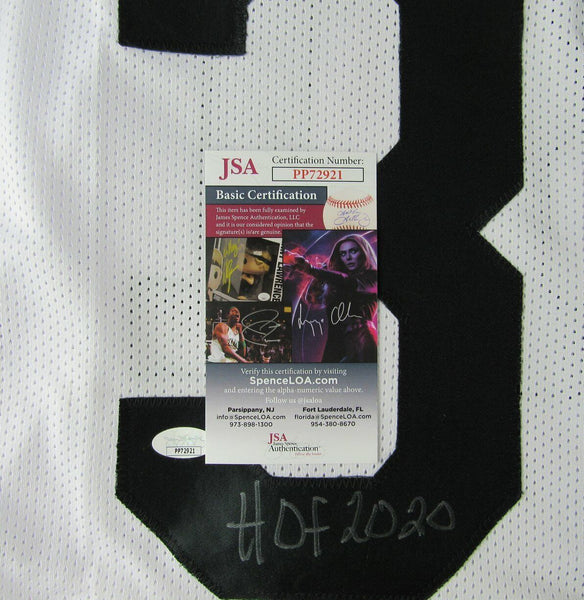 JSA
Certification Number:
PP72921
Basic Certification
This item has been fully examined by
James Spence Authentication, LLC
and it is our considered opinion that the
signature(s) is/are genuine.
Verify this certification by visiting
SpenceLOA.com
and entering the alpha-numeric value above.
Follow us @jsaloa
Parsippany, NJ
info@SpenceLOA.com
973-898-1300
Fort Lauderdale, FL
florida@SpenceLOA.com
954-380-8670
JSA
Authentication
PP72921
HOF 2020
3